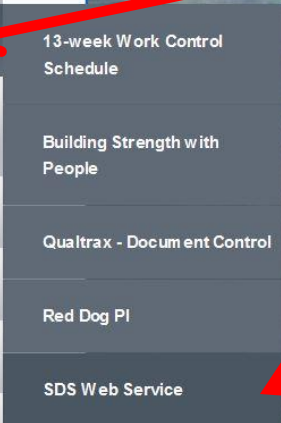 13-week Work Control
Schedule
Building Strength with
People
Qualtrax - Document Control
Red Dog PI
SDS Web Service